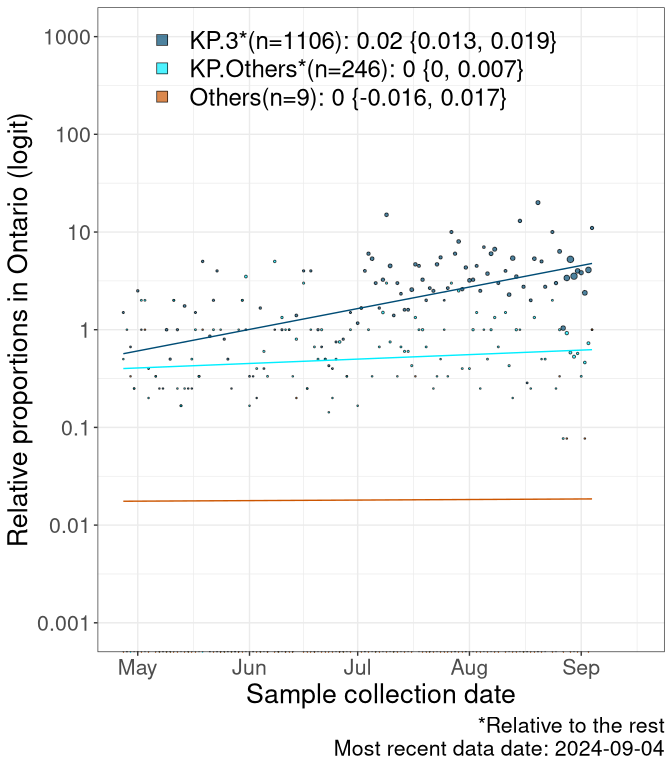 KP.3*(n=1106): 0.02 {0.013, 0.019}
KP.Others*(n=246): 0 {0, 0.007}
Others(n=9): 0 {-0.016, 0.017}
Relative proportions in Ontario (logit)
1000
100
10
1
0.1
0.01
0.001
May Jun Jul Aug Sep
Sample collection date
*Relative to the rest
Most recent data date: 2024-09-04